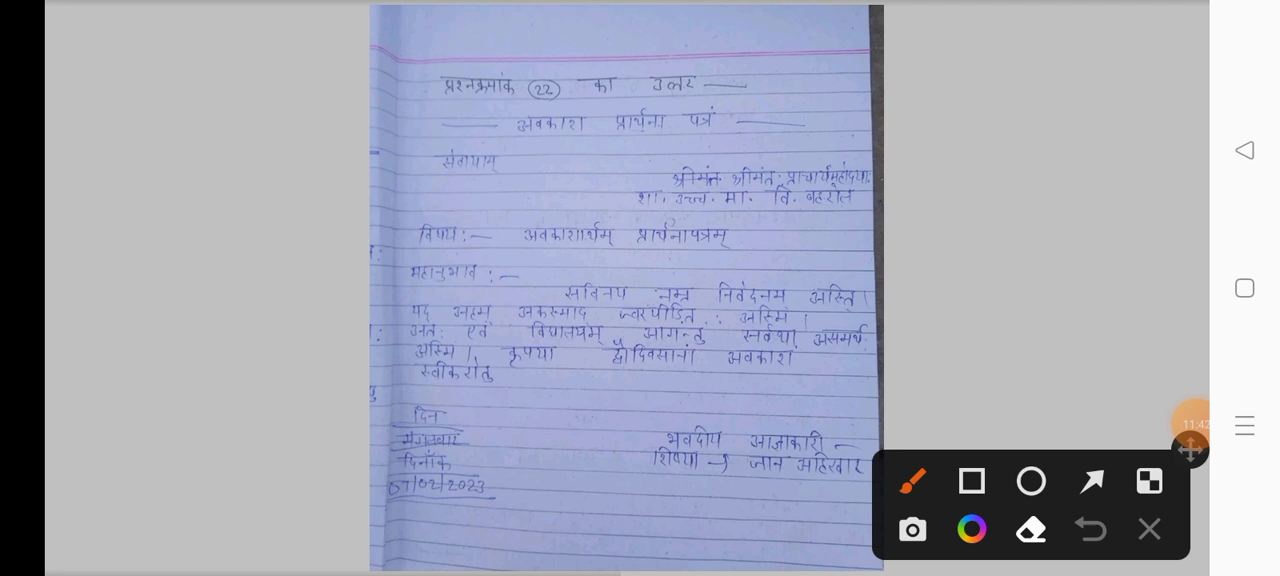 प्रश्नक्रमांक 22 का उत्तर
अवकाश प्रार्थना पत्रं
सेवायाम्
श्रीमंत: श्रीमंत: प्राचार्यमहोदया:
शा. उच्च. मा. वि. बहरोल
विषय:— अवकाशार्थम् प्रार्थनापत्रम्
महानुभाव:—
सविनय नम्र निवेदनम अस्ति।
यद् अहम् अकस्माद ज्वरपीड़ित: अस्मि।
अत: एवं विद्यालयम् आगन्तु सर्वथा असमर्थ
अस्मि। कृपया द्वौदिवसानां अवकाश
स्वीकरोतु
दिन
मंगलवार
भवदीय आज्ञाकारी —
दिनाँक
शिष्या → अहिरवार
07/02/2023
11:42